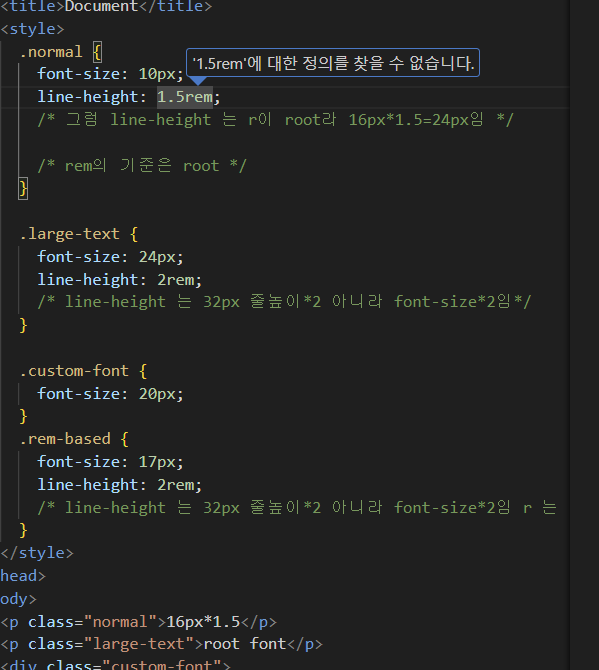 <title>Document</title>
<style>
.normal {
'1.5rem'에 대한 정의를 찾을 수 없습니다.
font-size: 10px;
line-height: 1.5rem;
/* 그럼 line-height 는 r이 root라 16px*1.5=24px임 */
/* rem의 기준은 root */
}
.large-text {
font-size: 24px;
line-height: 2rem;
/* line-height 는 32px 줄높이*2 아니라 font-size*2임*/
}
.custom-font {
font-size: 20px;
}
.rem-based {
font-size: 17px;
line-height: 2rem;
/* line-height 는 32px 줄높이*2 아니라 font-size*2임 r 는
}
</style>
head>
ody>
<p class="normal">16px*1.5</p>
<p class="large-text">root font</p>
<div class="custom-font">